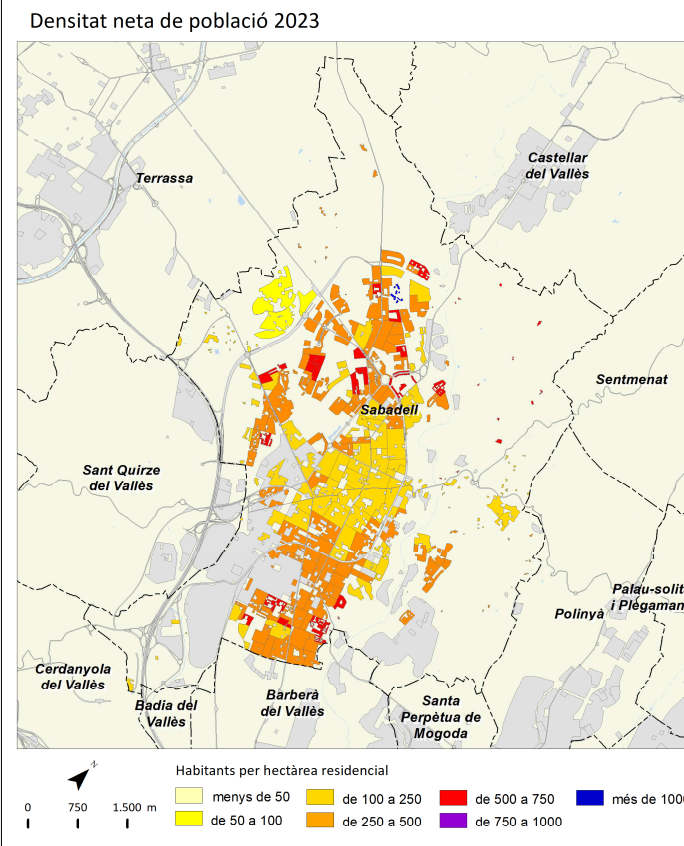 Densitat neta de població 2023
Castellar
del Vallès
Terrassa
Sentmenat
Sabadell
Sant Quirze
del Vallès
Palau-solit
i Plegaman
Polinyà
Cerdanyola
del Vallès
Badia del
Vallès
Barberà
del Vallès
Santa
Perpètua de
Mogoda
N
Habitants per hectàrea residencial
0 750 1.500 m
menys de 50
de 50 a 100
de 100 a 250
de 250 a 500
de 500 a 750
de 750 a 1000
més de 1000